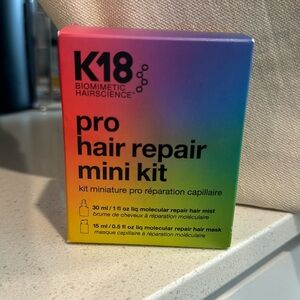 K18
BIOMIMETIC
HAIRSCIENCE
pro
hair repair
mini kit
kit miniature pro réparation capillaire
30 ml / 1 fl oz liq molecular repair hair mist
brume de cheveux à réparation moléculaire
15 ml / 0.5 fl oz liq molecular repair hair mask
masque capillaire à réparation moléculaire